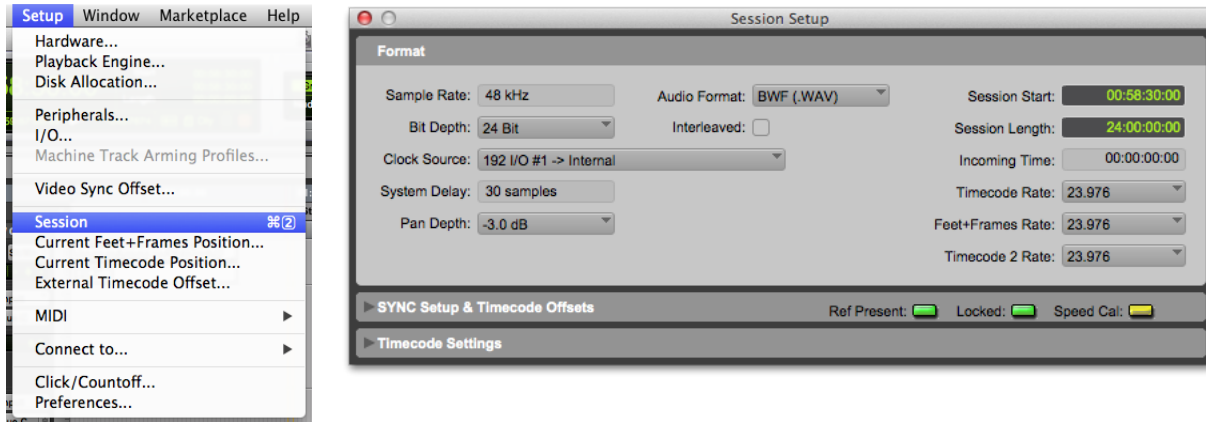 Setup Window Marketplace Help
Hardware...
Playback Engine...
Disk Allocation...
Peripherals...
I/O...
Machine Track Arming Profiles...
Video Sync Offset...
Session ⌘2
Current Feet+Frames Position...
Current Timecode Position...
External Timecode Offset...
MIDI
Connect to...
Click/Countoff...
Preferences...
Session Setup
Format
Sample Rate: 48 kHz
Bit Depth: 24 Bit
Clock Source: 192 I/O #1 -> Internal
System Delay: 30 samples
Pan Depth: -3.0 dB
Audio Format: BWF (.WAV)
Interleaved:
Session Start: 00:58:30:00
Session Length: 24:00:00:00
Incoming Time: 00:00:00:00
Timecode Rate: 23.976
Feet+Frames Rate: 23.976
Timecode 2 Rate: 23.976
SYNC Setup & Timecode Offsets
Ref Present: Locked: Speed Cal:
Timecode Settings